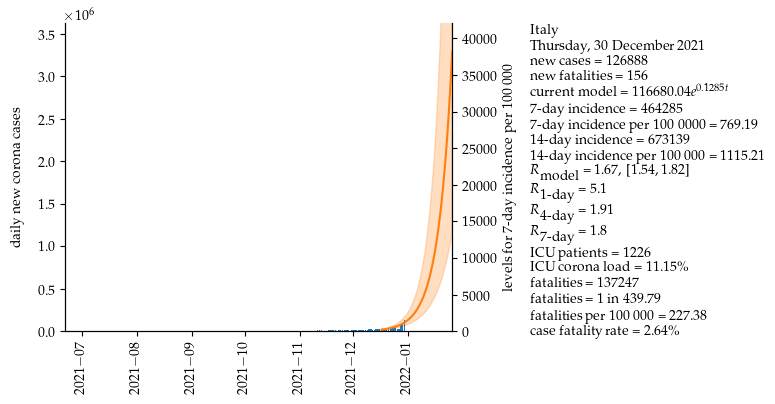 ×10⁶
3.5
3.0
2.5
2.0
1.5
1.0
0.5
0.0
daily new corona cases
2021−07
2021−08
2021−09
2021−10
2021−11
2021−12
2022−01
40000
35000
30000
25000
20000
15000
10000
5000
0
levels for 7-day incidence per 100 000
Italy
Thursday, 30 December 2021
new cases = 126888
new fatalities = 156
current model = 116680.04e^0.1285t
7-day incidence = 464285
7-day incidence per 100 0000 = 769.19
14-day incidence = 673139
14-day incidence per 100 000 = 1115.21
R_model = 1.67, [1.54, 1.82]
R_1-day = 5.1
R_4-day = 1.91
R_7-day = 1.8
ICU patients = 1226
ICU corona load = 11.15%
fatalities = 137247
fatalities = 1 in 439.79
fatalities per 100 000 = 227.38
case fatality rate = 2.64%